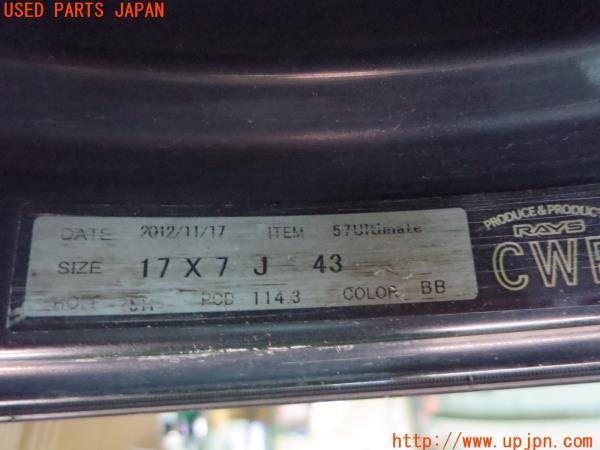 USED PARTS JAPAN
DATE 2012/11/17 ITEM 57Ultimate
SIZE 17 X 7 J 43
PCD 114.3 COLOR BB
PRODUCE & PRODUCT
RAYS
CWF
http://www.upjpn.com